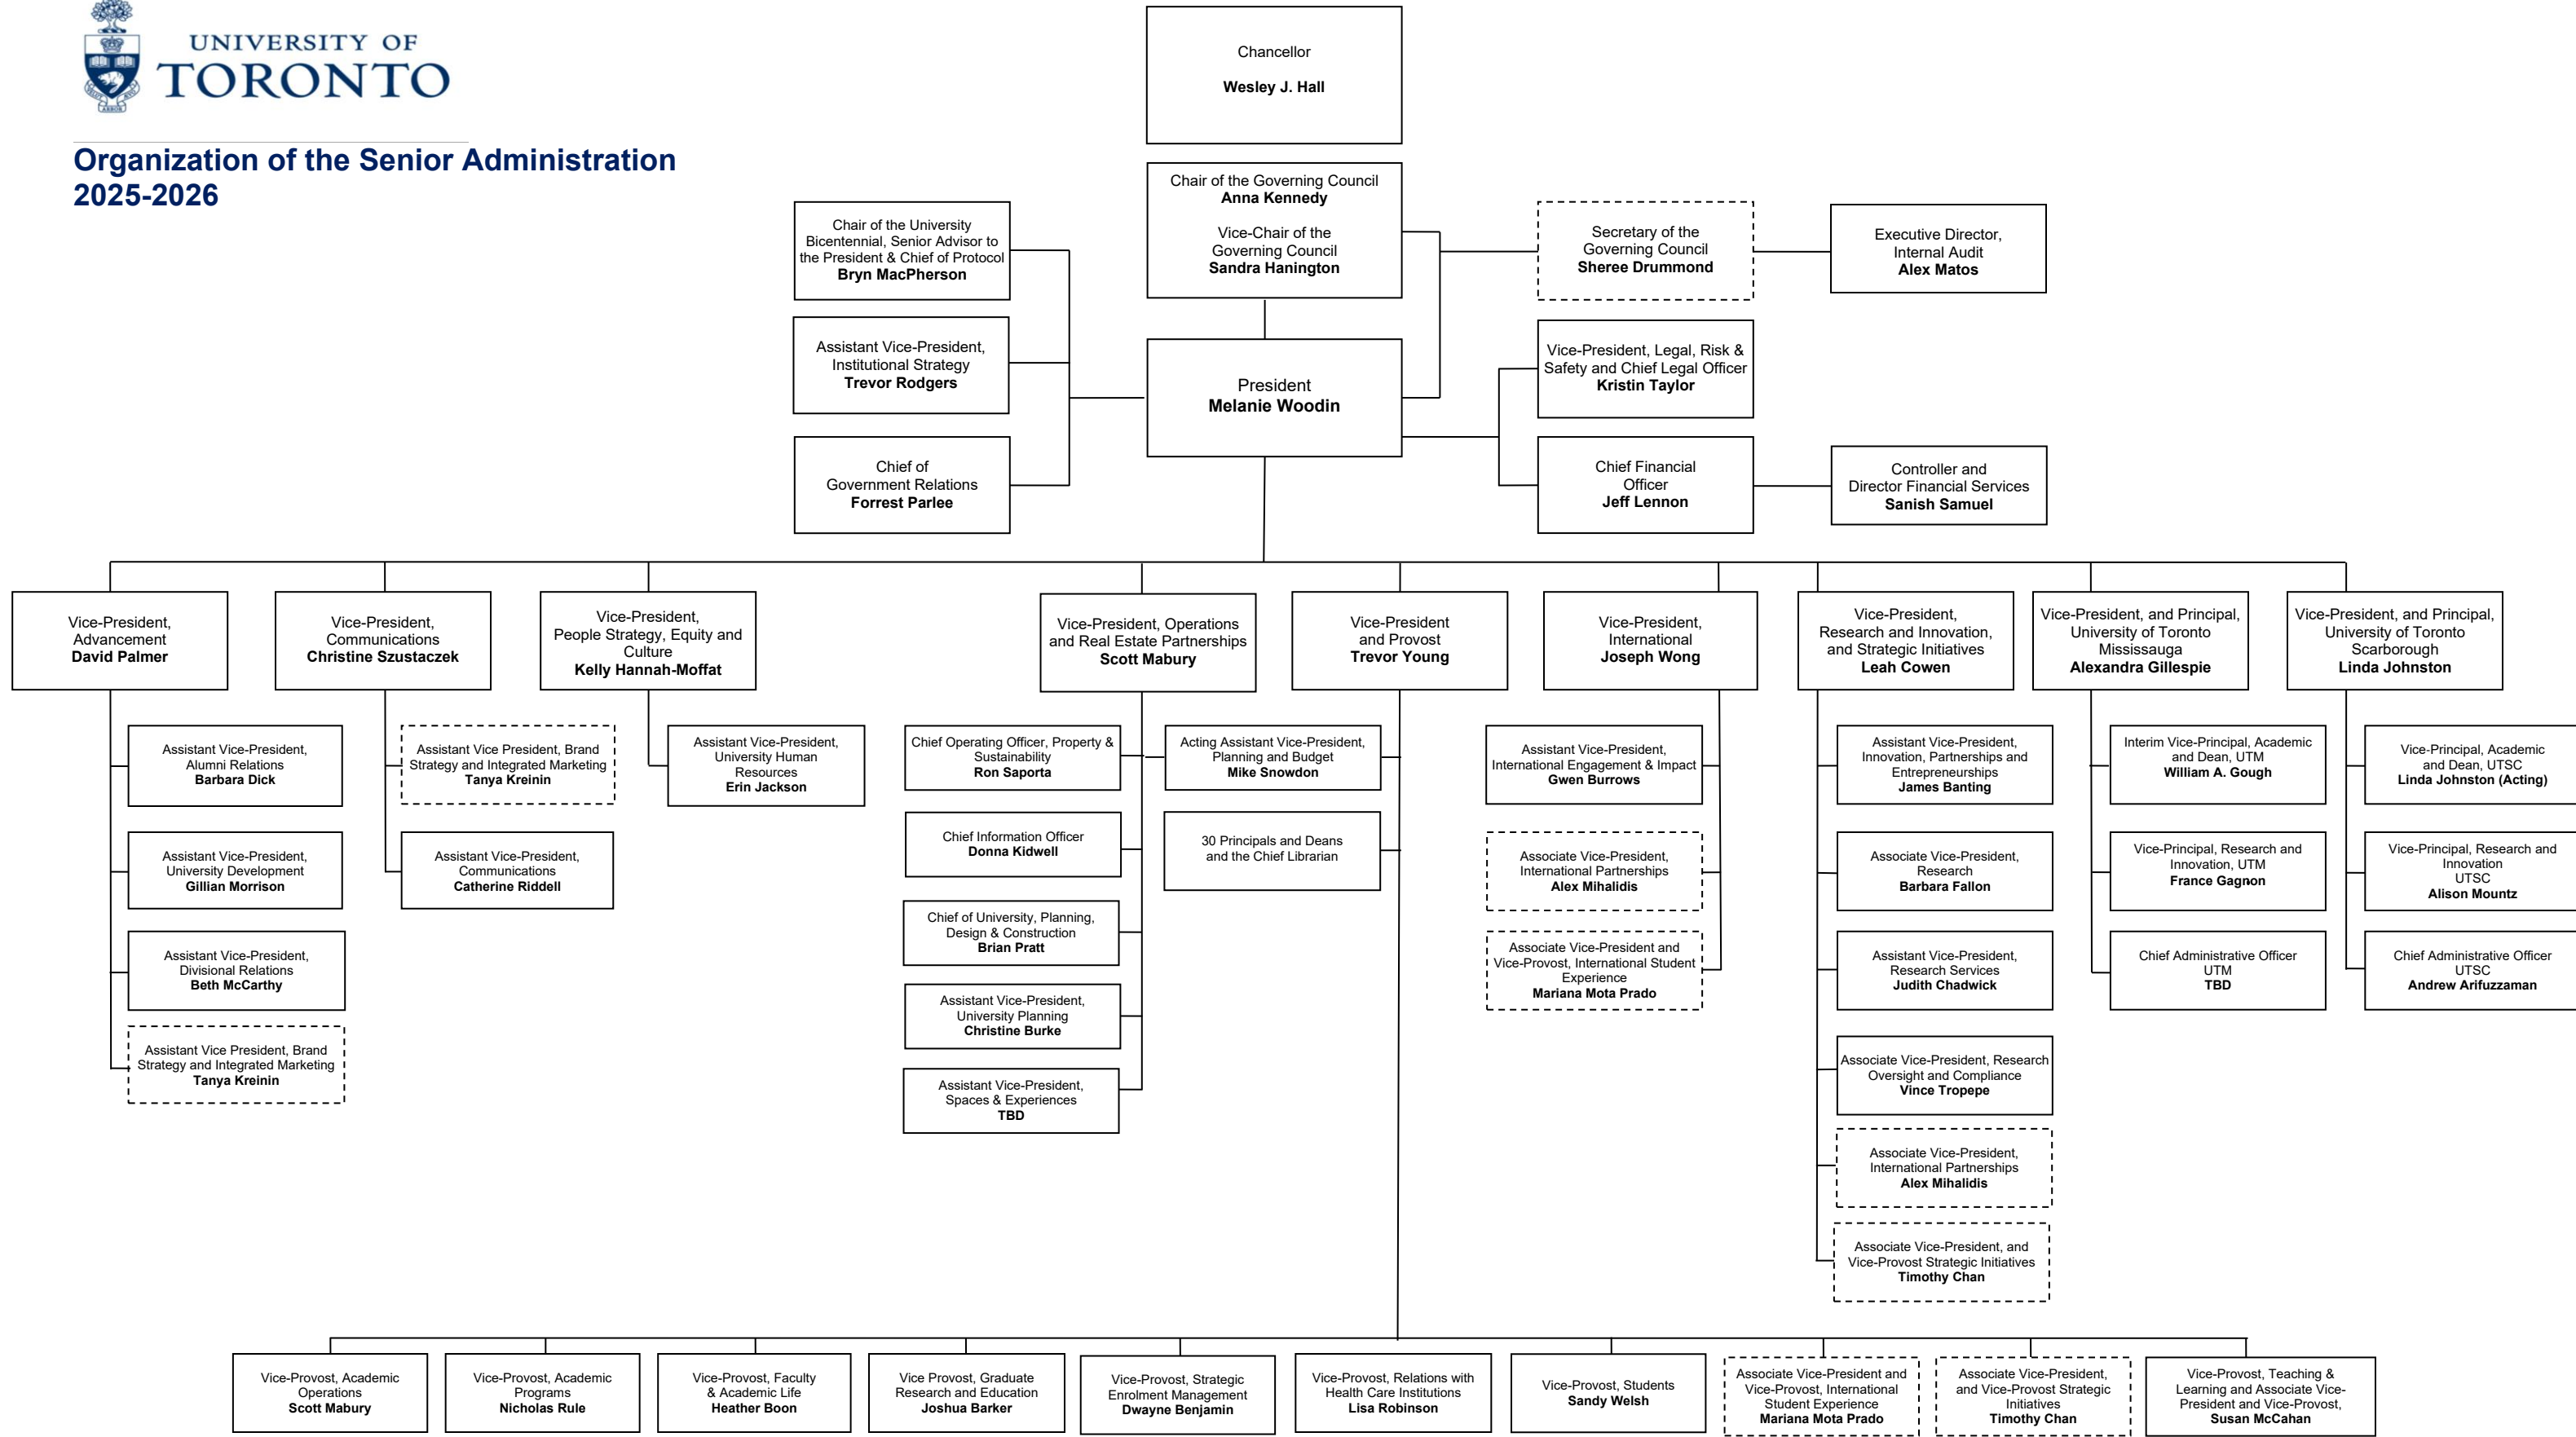 UNIVERSITY OF
TORONTO
Organization of the Senior Administration
2025-2026
Chancellor
Wesley J. Hall
Chair of the Governing Council
Anna Kennedy
Vice-Chair of the
Governing Council
Sandra Hanington
Chair of the University
Bicentennial, Senior Advisor to
the President & Chief of Protocol
Bryn MacPherson
Secretary of the
Governing Council
Sheree Drummond
Executive Director,
Internal Audit
Alex Matos
Assistant Vice-President,
Institutional Strategy
Trevor Rodgers
President
Melanie Woodin
Vice-President, Legal, Risk &
Safety and Chief Legal Officer
Kristin Taylor
Chief of
Government Relations
Forrest Parlee
Chief Financial
Officer
Jeff Lennon
Controller and
Director Financial Services
Sanish Samuel
Vice-President,
Advancement
David Palmer
Vice-President,
Communications
Christine Szustaczek
Vice-President,
People Strategy, Equity and
Culture
Kelly Hannah-Moffat
Vice-President, Operations
and Real Estate Partnerships
Scott Mabury
Vice-President
and Provost
Trevor Young
Vice-President,
International
Joseph Wong
Vice-President,
Research and Innovation,
and Strategic Initiatives
Leah Cowen
Vice-President, and Principal,
University of Toronto
Mississauga
Alexandra Gillespie
Vice-President, and Principal,
University of Toronto
Scarborough
Linda Johnston
Assistant Vice-President,
Alumni Relations
Barbara Dick
Assistant Vice-President,
University Development
Gillian Morrison
Assistant Vice-President,
Divisional Relations
Beth McCarthy
Assistant Vice President, Brand
Strategy and Integrated Marketing
Tanya Kreinin
Assistant Vice President, Brand
Strategy and Integrated Marketing
Tanya Kreinin
Assistant Vice-President,
Communications
Catherine Riddell
Assistant Vice-President,
University Human
Resources
Erin Jackson
Chief Operating Officer, Property &
Sustainability
Ron Saporta
Chief Information Officer
Donna Kidwell
Chief of University, Planning,
Design & Construction
Brian Pratt
Assistant Vice-President,
University Planning
Christine Burke
Assistant Vice-President,
Spaces & Experiences
TBD
Acting Assistant Vice-President,
Planning and Budget
Mike Snowdon
30 Principals and Deans
and the Chief Librarian
Assistant Vice-President,
International Engagement & Impact
Gwen Burrows
Associate Vice-President,
International Partnerships
Alex Mihalidis
Associate Vice-President and
Vice-Provost, International Student
Experience
Mariana Mota Prado
Assistant Vice-President,
Innovation, Partnerships and
Entrepreneurships
James Banting
Associate Vice-President,
Research
Barbara Fallon
Assistant Vice-President,
Research Services
Judith Chadwick
Associate Vice-President, Research
Oversight and Compliance
Vince Tropepe
Associate Vice-President,
International Partnerships
Alex Mihalidis
Associate Vice-President, and
Vice-Provost Strategic Initiatives
Timothy Chan
Interim Vice-Principal, Academic
and Dean, UTM
William A. Gough
Vice-Principal, Research and
Innovation, UTM
France Gagnon
Chief Administrative Officer
UTM
TBD
Vice-Principal, Academic
and Dean, UTSC
Linda Johnston (Acting)
Vice-Principal, Research and
Innovation
UTSC
Alison Mountz
Chief Administrative Officer
UTSC
Andrew Arifuzzaman
Vice-Provost, Academic
Operations
Scott Mabury
Vice-Provost, Academic
Programs
Nicholas Rule
Vice-Provost, Faculty
& Academic Life
Heather Boon
Vice Provost, Graduate
Research and Education
Joshua Barker
Vice-Provost, Strategic
Enrolment Management
Dwayne Benjamin
Vice-Provost, Relations with
Health Care Institutions
Lisa Robinson
Vice-Provost, Students
Sandy Welsh
Associate Vice-President and
Vice-Provost, International
Student Experience
Mariana Mota Prado
Associate Vice-President,
and Vice-Provost Strategic
Initiatives
Timothy Chan
Vice-Provost, Teaching &
Learning and Associate Vice-
President and Vice-Provost,
Susan McCahan